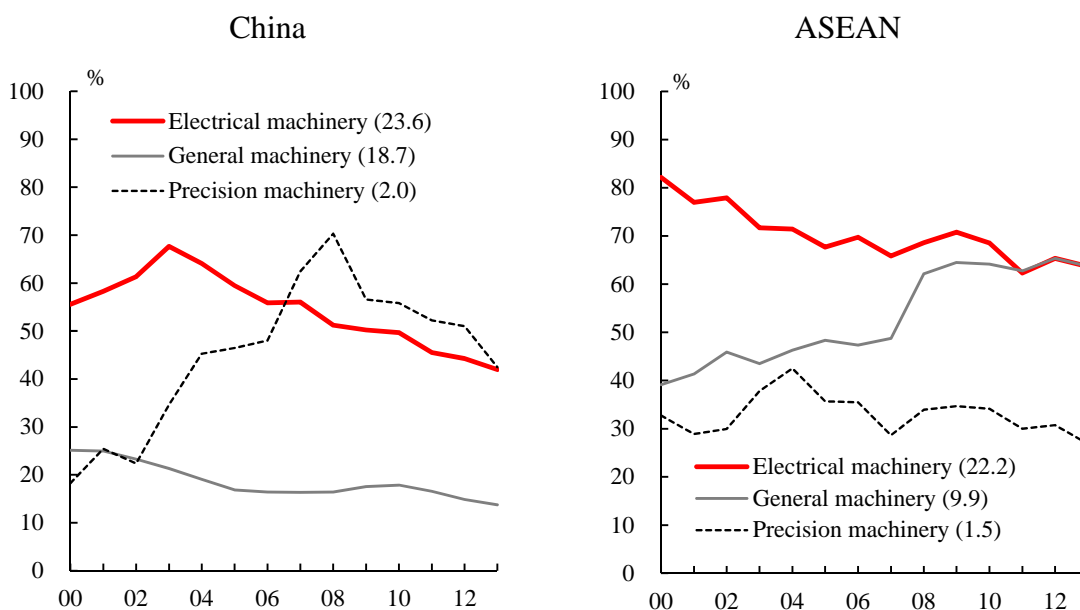 China
%
100
90
80
70
60
50
40
30
20
10
0
Electrical machinery (23.6)
General machinery (18.7)
Precision machinery (2.0)
00 02 04 06 08 10 12
ASEAN
%
100
90
80
70
60
50
40
30
20
10
0
Electrical machinery (22.2)
General machinery (9.9)
Precision machinery (1.5)
00 02 04 06 08 10 12